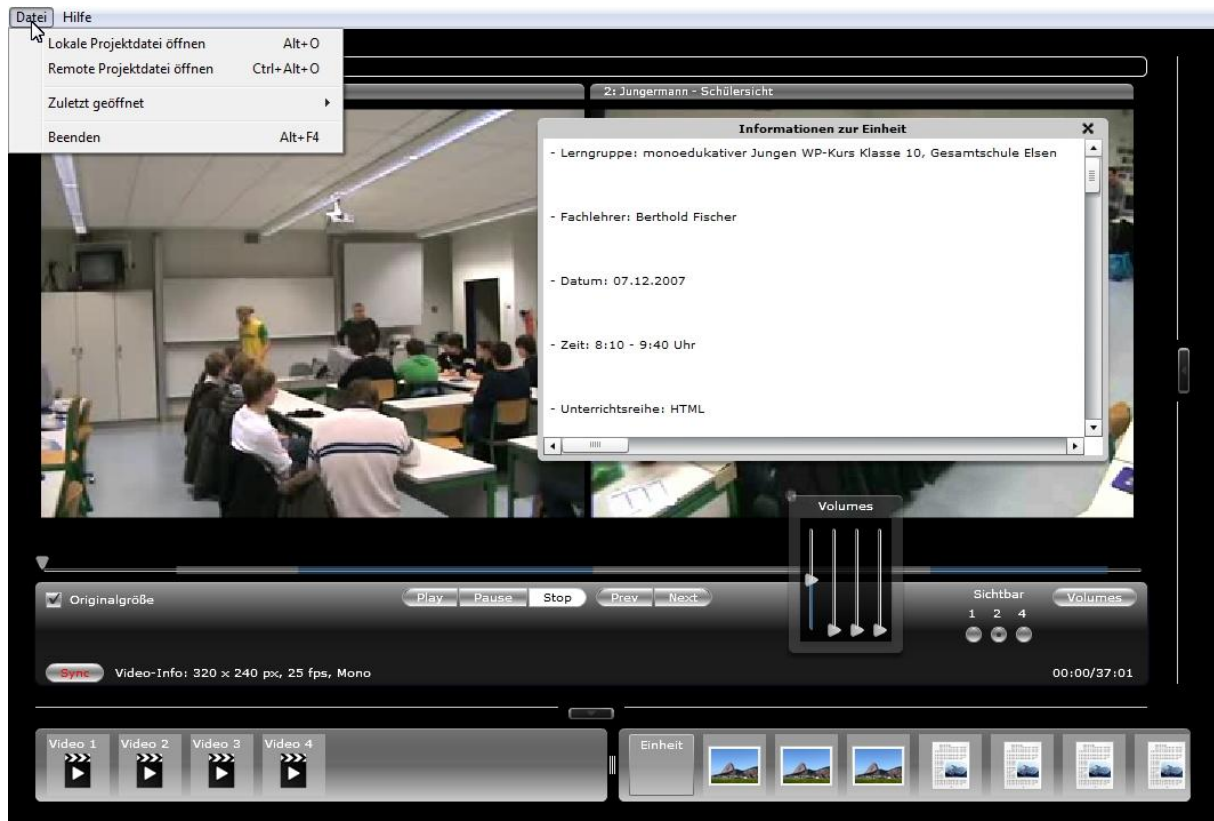 Datei Hilfe
Lokale Projektdatei öffnen Alt+O
Remote Projektdatei öffnen Ctrl+Alt+O
Zuletzt geöffnet
Beenden Alt+F4
2: Jungermann - Schülersicht
Informationen zur Einheit
- Lerngruppe: monoedukativer Jungen WP-Kurs Klasse 10, Gesamtschule Elsen
- Fachlehrer: Berthold Fischer
- Datum: 07.12.2007
- Zeit: 8:10 - 9:40 Uhr
- Unterrichtsreihe: HTML
Volumes
Originalgröße
Play Pause Stop Prev Next
Sichtbar
1 2 4
Volumes
Sync Video-Info: 320 x 240 px, 25 fps, Mono
00:00/37:01
Video 1 Video 2 Video 3 Video 4
Einheit